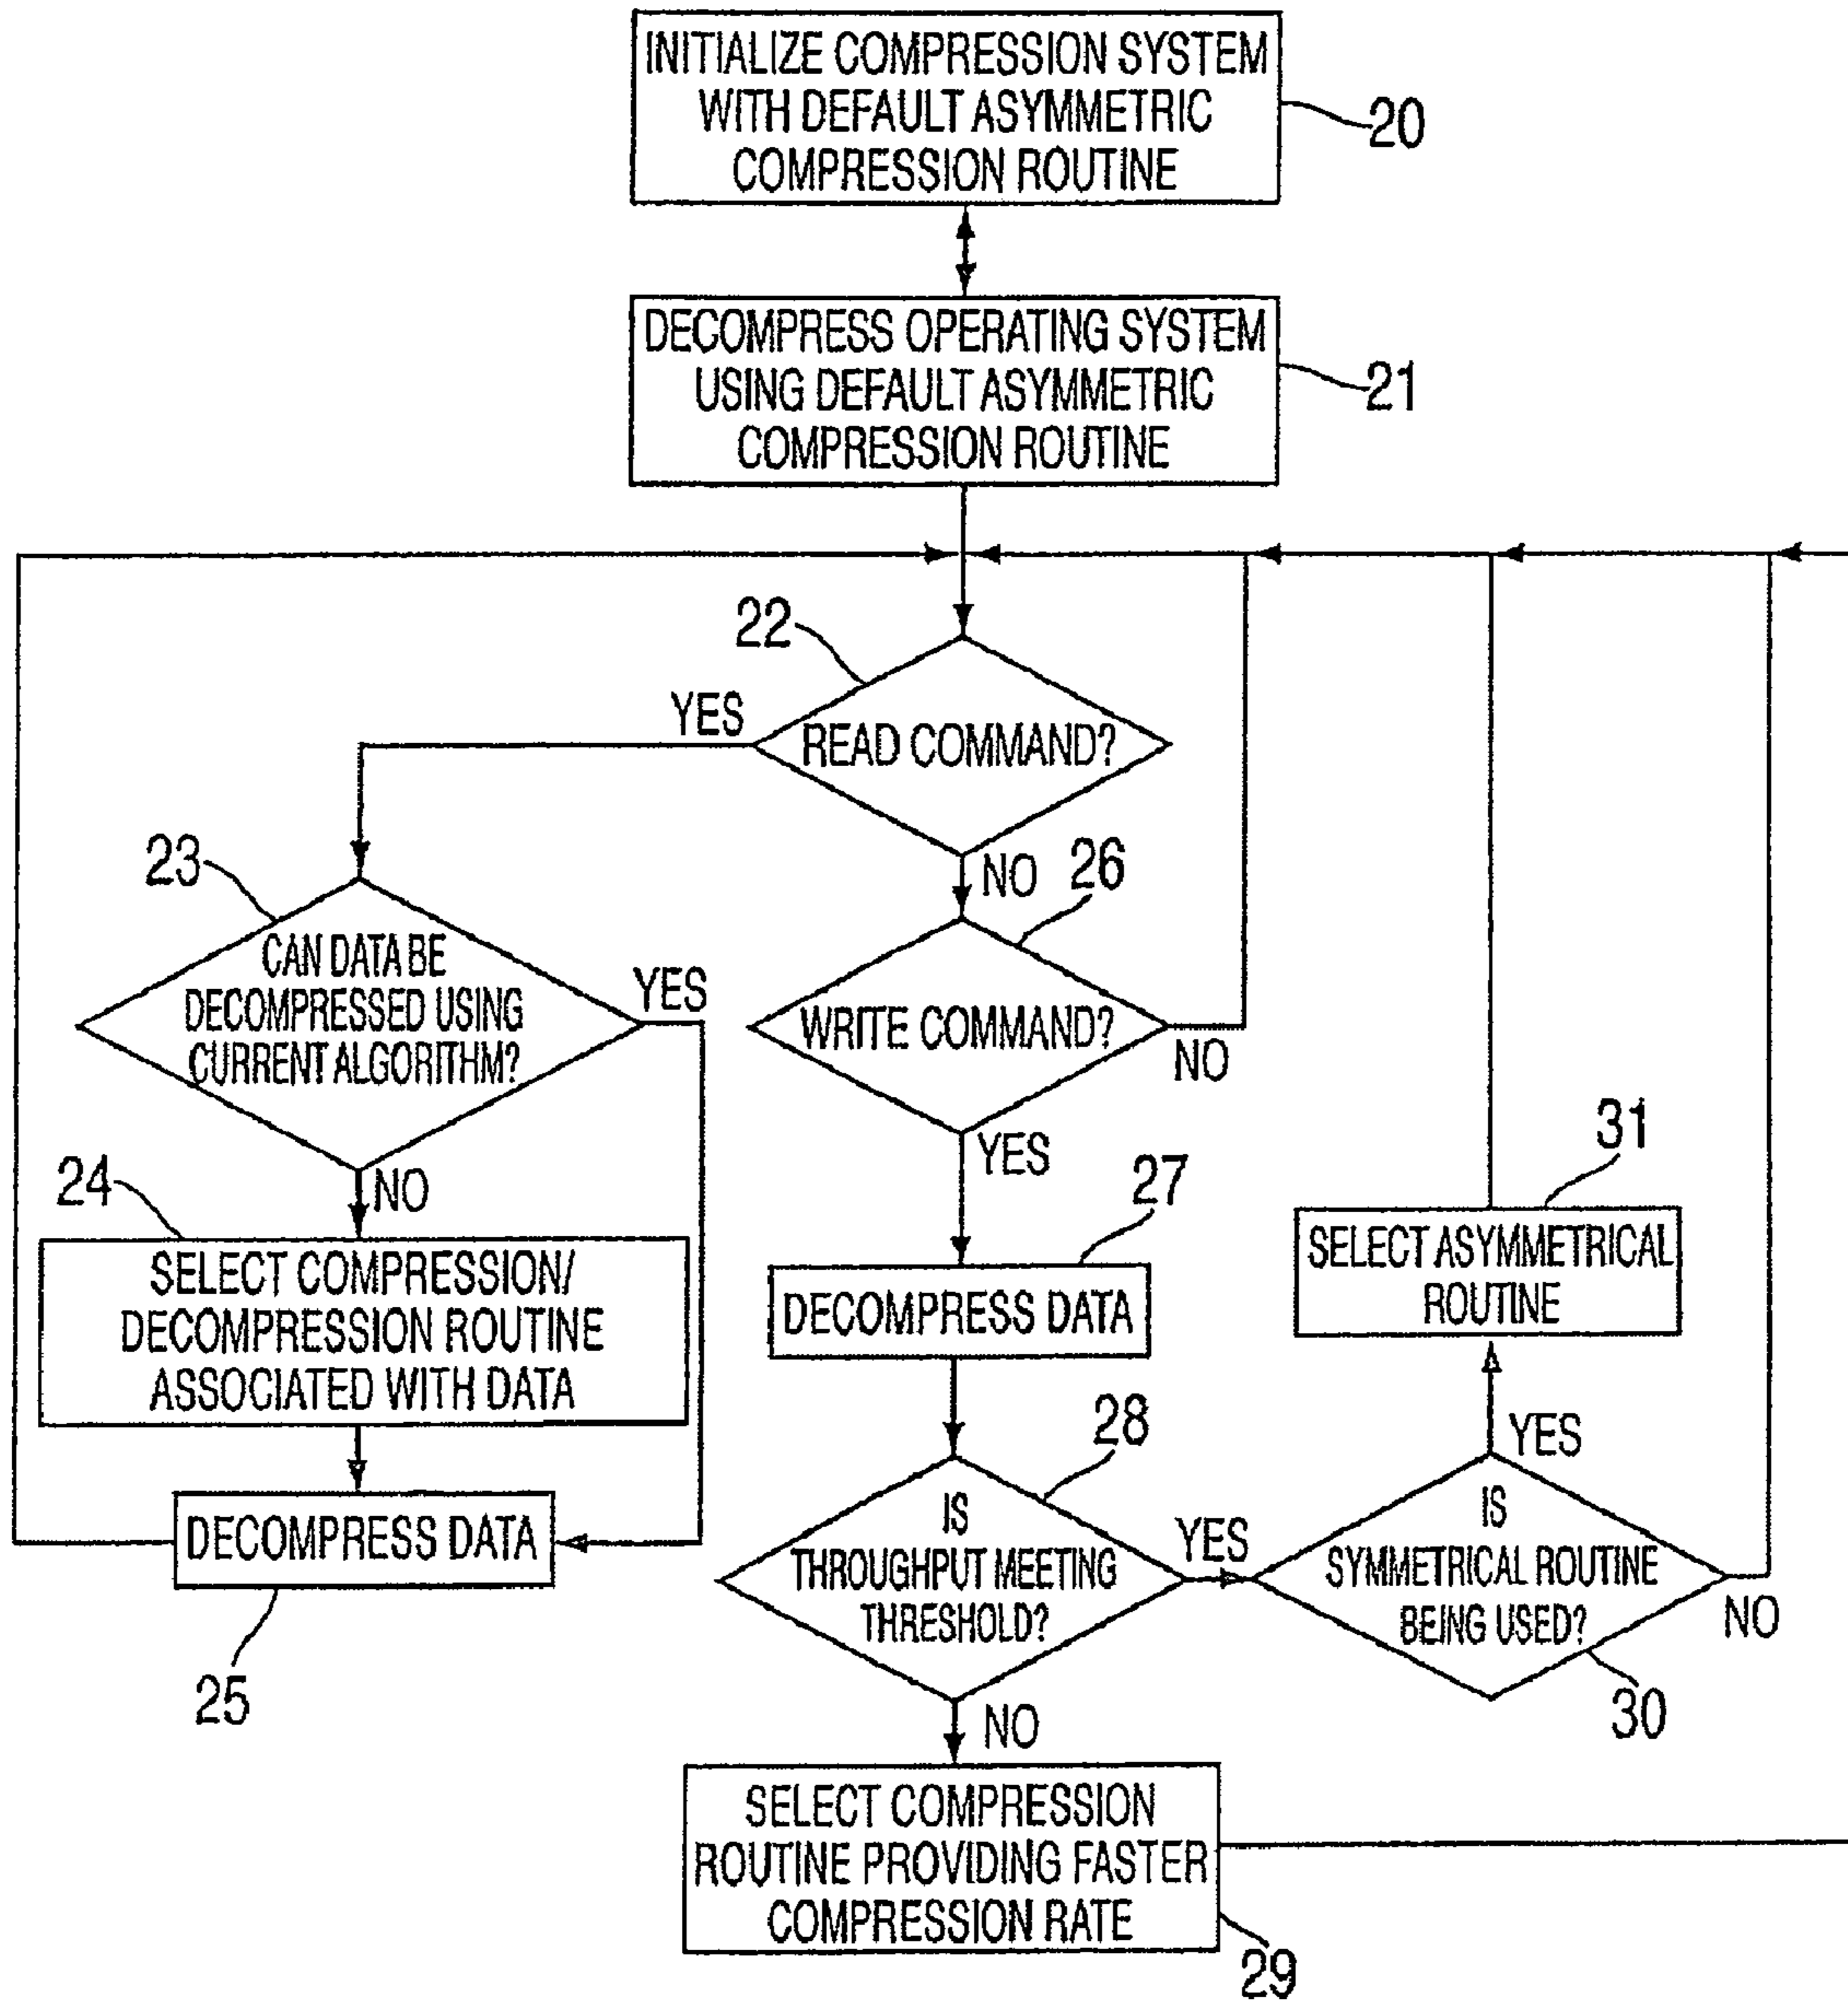 INITIALIZE COMPRESSION SYSTEM
WITH DEFAULT ASYMMETRIC
COMPRESSION ROUTINE
20
DECOMPRESS OPERATING SYSTEM
USING DEFAULT ASYMMETRIC
COMPRESSION ROUTINE
21
22
YES
READ COMMAND?
NO
23
CAN DATA BE
DECOMPRESSED USING
CURRENT ALGORITHM?
YES
NO
24
SELECT COMPRESSION/
DECOMPRESSION ROUTINE
ASSOCIATED WITH DATA
DECOMPRESS DATA
25
26
WRITE COMMAND?
NO
YES
27
DECOMPRESS DATA
28
IS
THROUGHPUT MEETING
THRESHOLD?
YES
NO
SELECT COMPRESSION
ROUTINE PROVIDING FASTER
COMPRESSION RATE
29
31
SELECT ASYMMETRICAL
ROUTINE
YES
IS
SYMMETRICAL ROUTINE
BEING USED?
NO
30